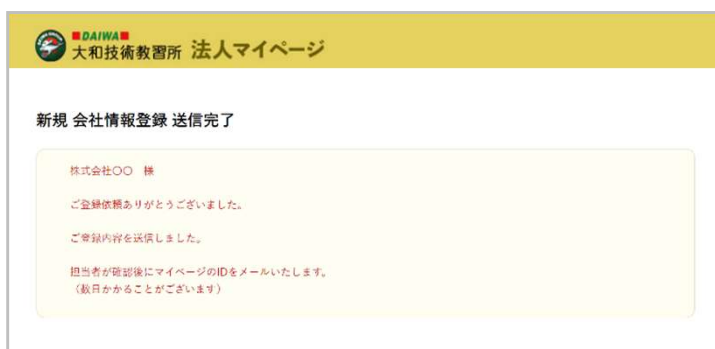 ■DAIWA■
大和技術教習所 法人マイページ
新規 会社情報登録 送信完了
株式会社〇〇　様
ご登録依頼ありがとうございました。
ご登録内容を送信しました。
担当者が確認後にマイページのIDをメールいたします。
（数日かかることがございます）